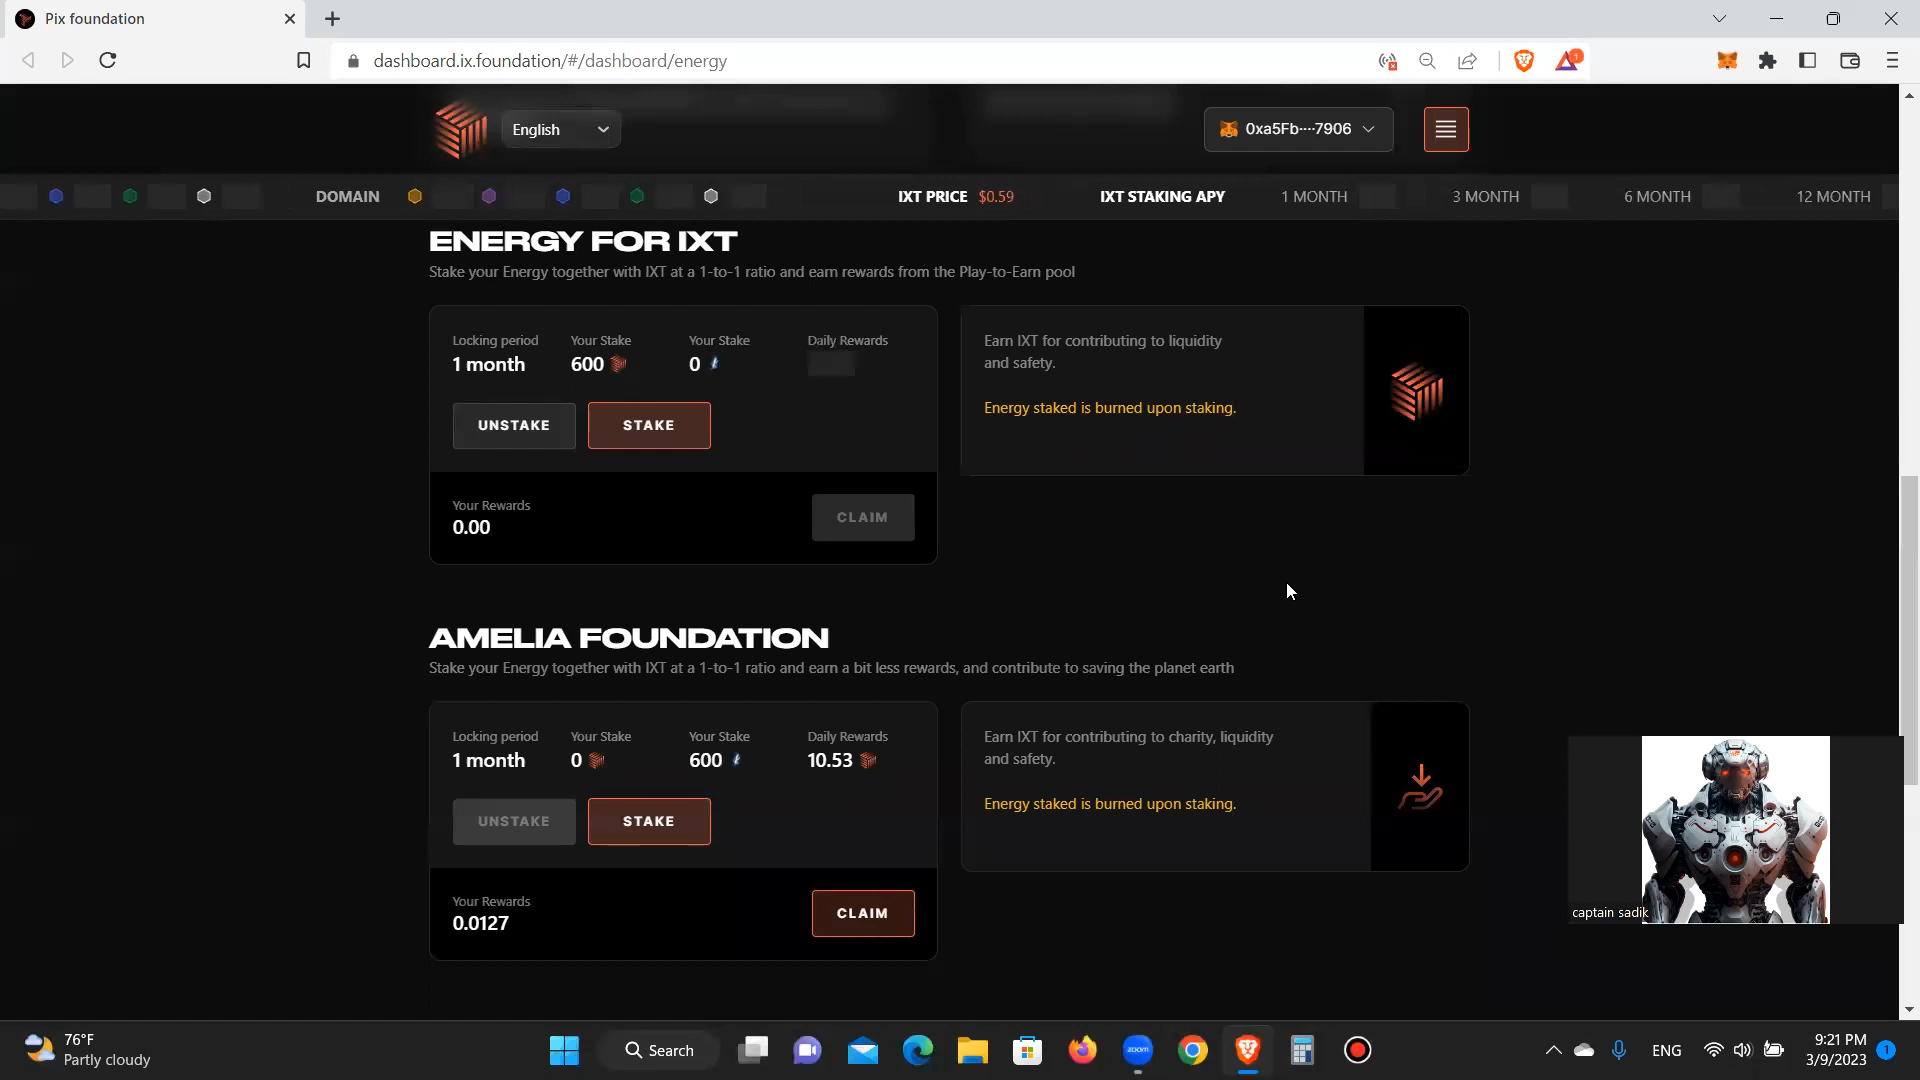 Pix foundation
dashboard.ix.foundation/#/dashboard/energy
1
English
0xa5Fb····7906
DOMAIN
IXT PRICE $0.59
IXT STAKING APY
1 MONTH
3 MONTH
6 MONTH
12 MONTH
ENERGY FOR IXT
Stake your Energy together with IXT at a 1-to-1 ratio and earn rewards from the Play-to-Earn pool
Locking period Your Stake Your Stake Daily Rewards
1 month 600 0
UNSTAKE STAKE
Your Rewards
0.00
CLAIM
Earn IXT for contributing to liquidity
and safety.
Energy staked is burned upon staking.
AMELIA FOUNDATION
Stake your Energy together with IXT at a 1-to-1 ratio and earn a bit less rewards, and contribute to saving the planet earth
Locking period Your Stake Your Stake Daily Rewards
1 month 0 600 10.53
UNSTAKE STAKE
Your Rewards
0.0127
CLAIM
Earn IXT for contributing to charity, liquidity
and safety.
Energy staked is burned upon staking.
captain sadik
76°F
Partly cloudy
Search
zoom
ENG
9:21 PM
3/9/2023
1